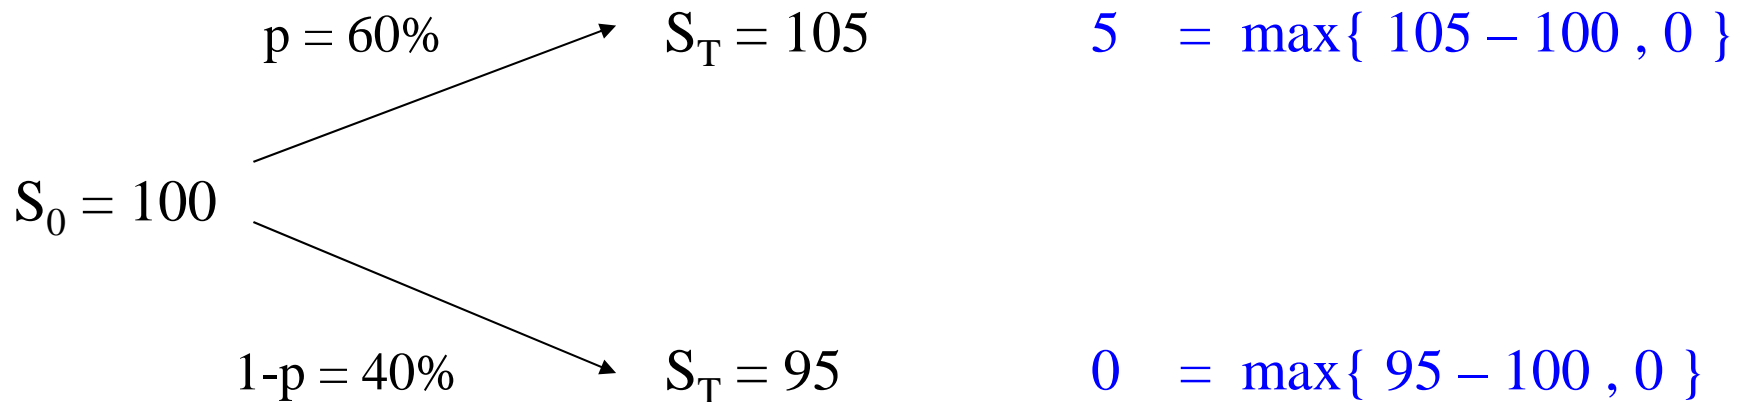 p = 60%
S_T = 105 5 = max{ 105 – 100 , 0 }
S_0 = 100
1-p = 40%
S_T = 95 0 = max{ 95 – 100 , 0 }